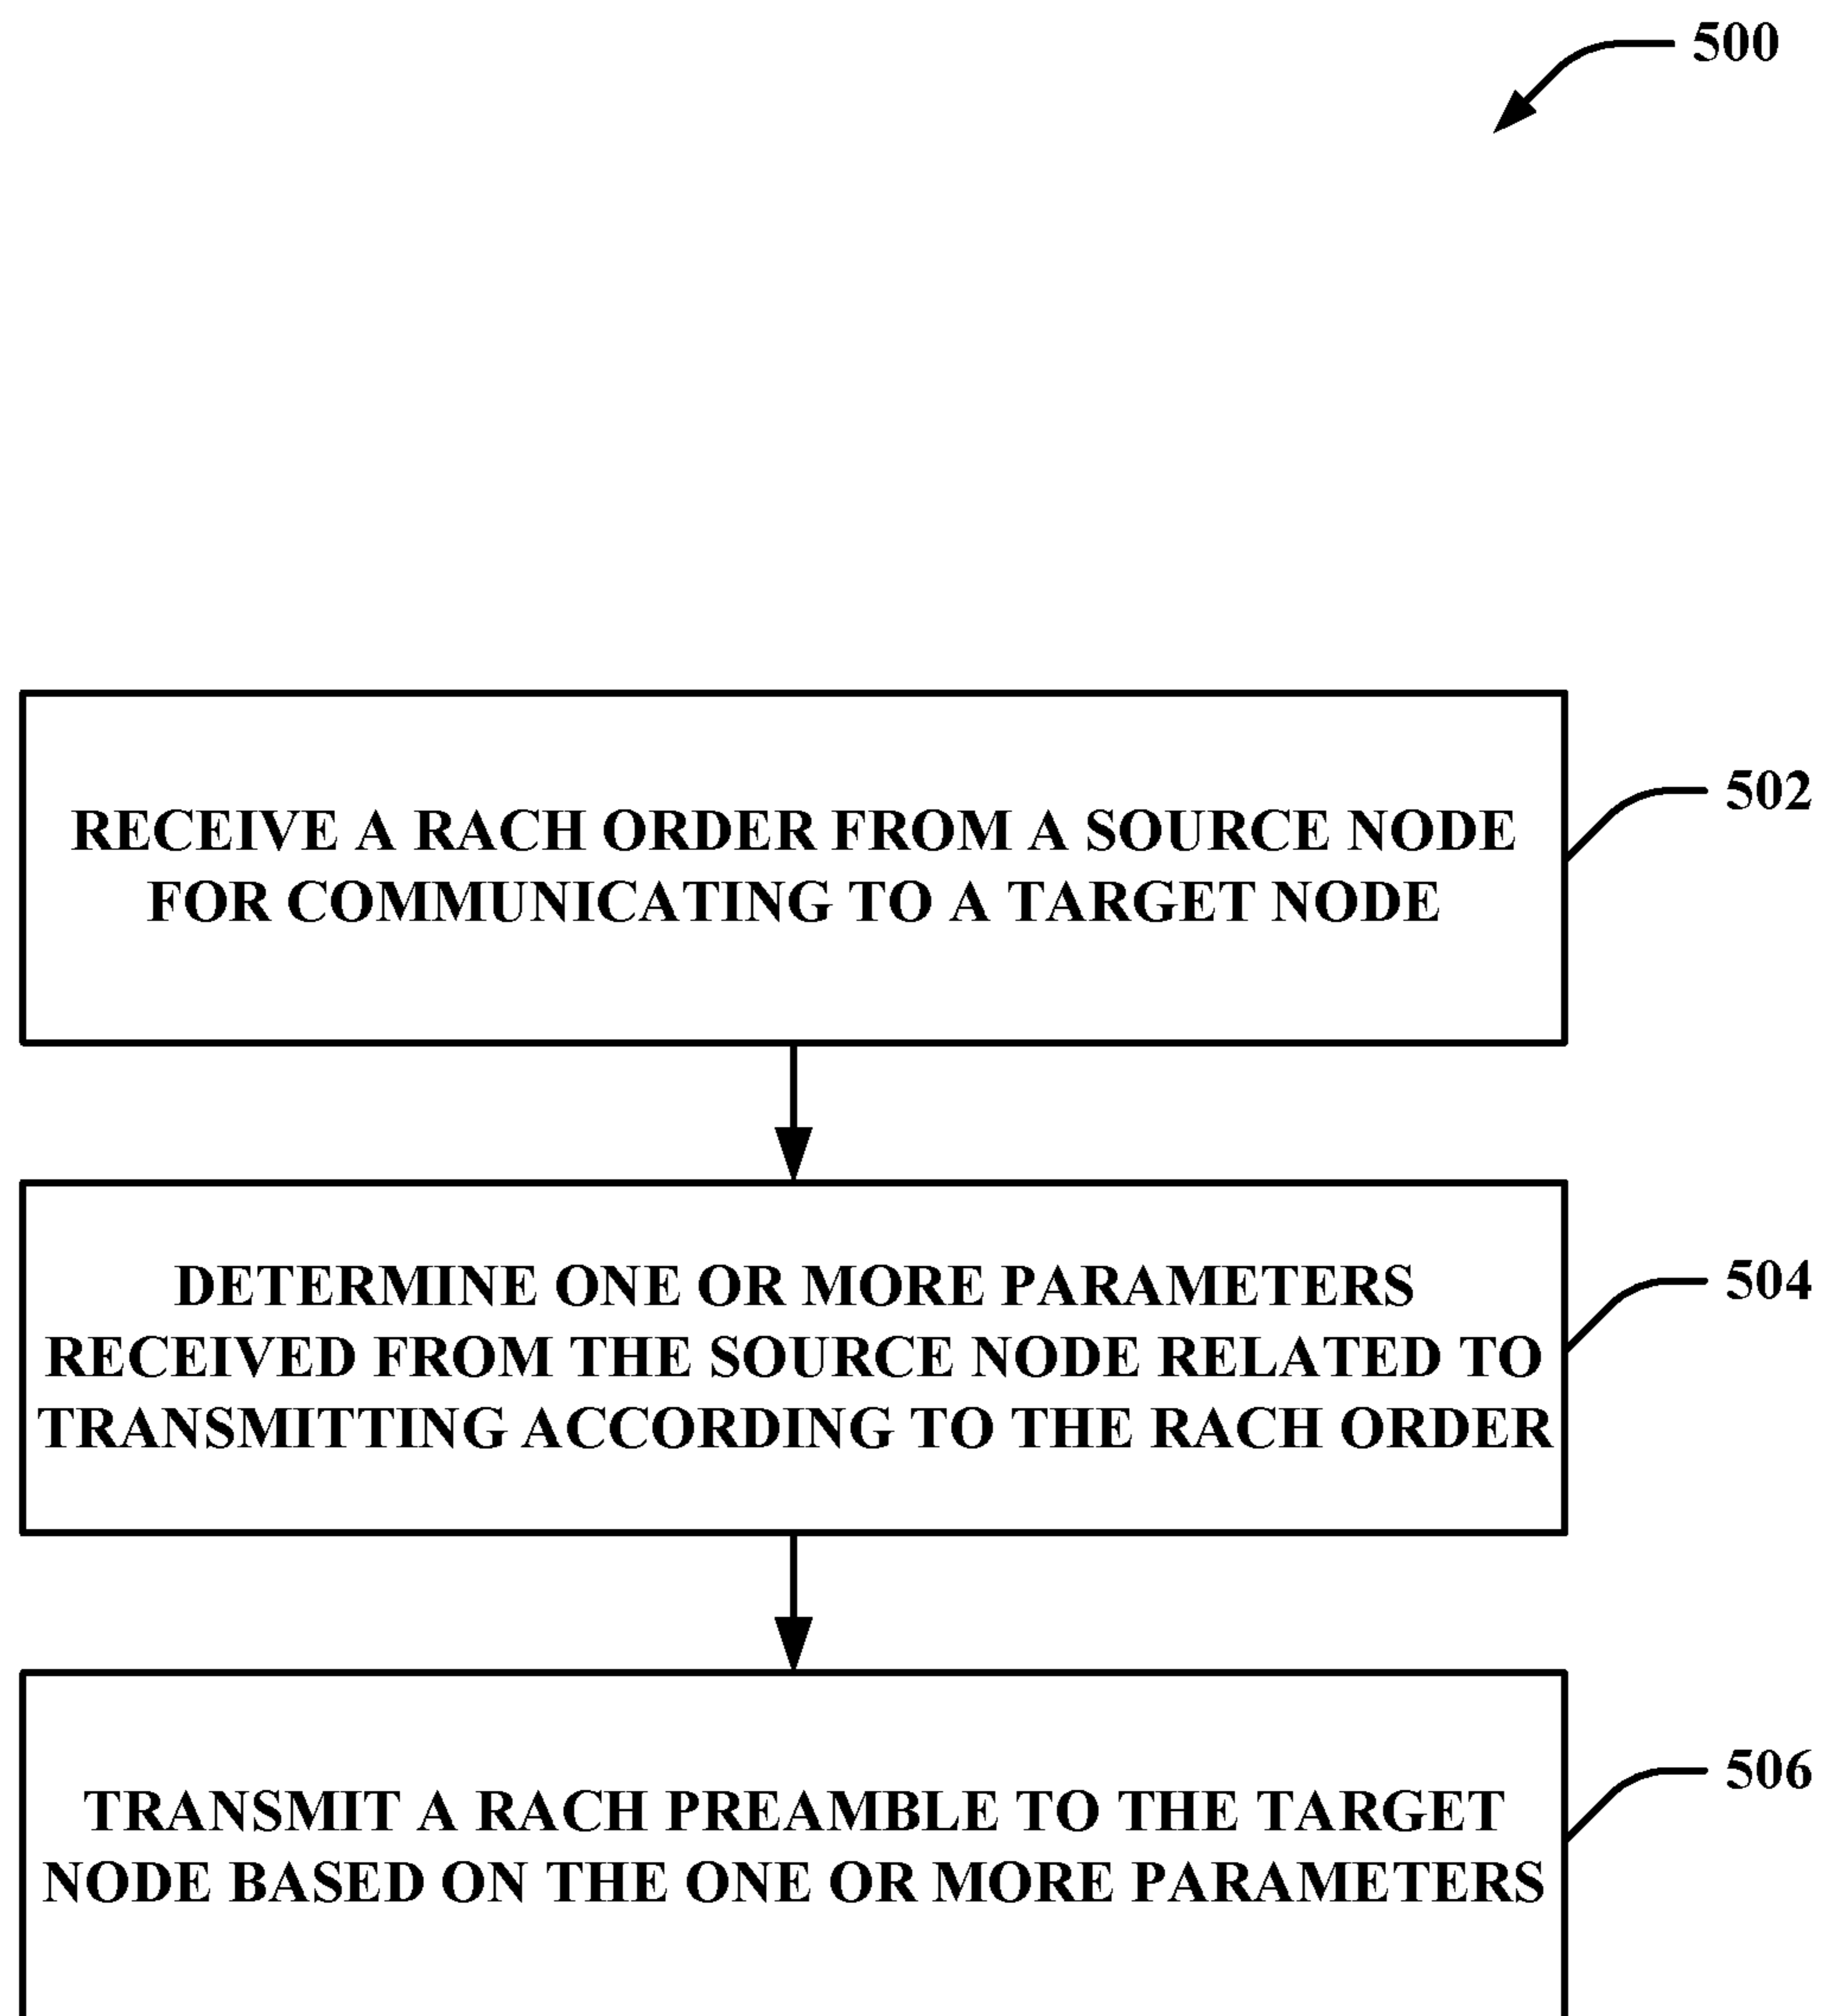 500
RECEIVE A RACH ORDER FROM A SOURCE NODE
FOR COMMUNICATING TO A TARGET NODE
502
DETERMINE ONE OR MORE PARAMETERS
RECEIVED FROM THE SOURCE NODE RELATED TO
TRANSMITTING ACCORDING TO THE RACH ORDER
504
TRANSMIT A RACH PREAMBLE TO THE TARGET
NODE BASED ON THE ONE OR MORE PARAMETERS
506